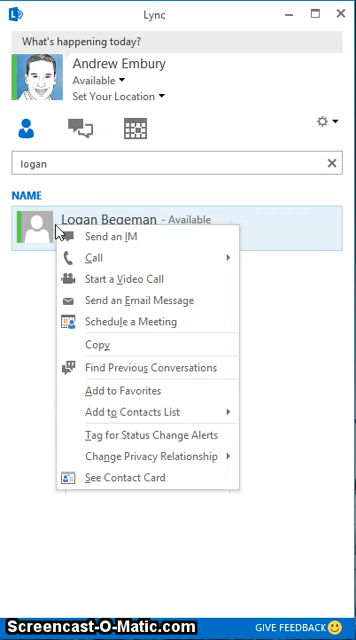 Lync
What's happening today?
Andrew Embury
Available
Set Your Location
logan
NAME
Logan Begeman - Available
Send an IM
Call
Start a Video Call
Send an Email Message
Schedule a Meeting
Copy
Find Previous Conversations
Add to Favorites
Add to Contacts List
Tag for Status Change Alerts
Change Privacy Relationship
See Contact Card
Screencast-O-Matic.com
GIVE FEEDBACK